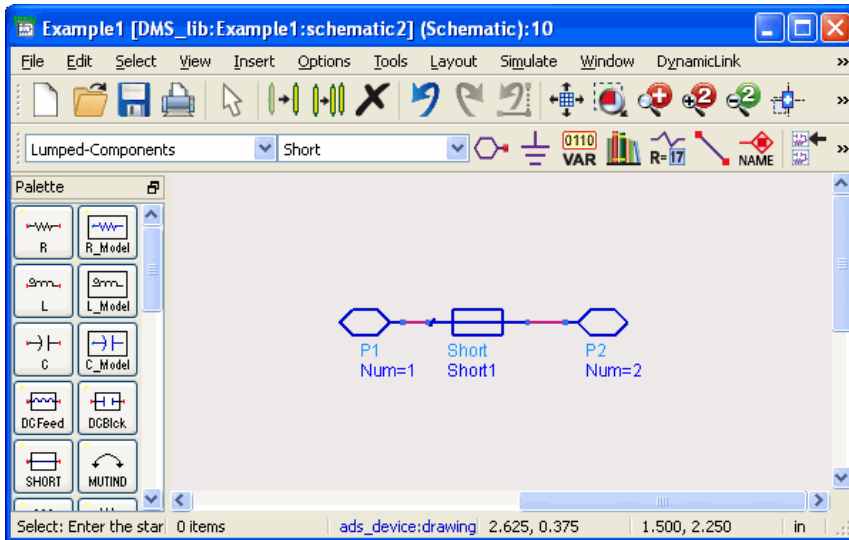 Example1 [DMS_lib:Example1:schematic2] (Schematic):10
File Edit Select View Insert Options Tools Layout Simulate Window DynamicLink »
2 2 »
Lumped-Components Short 0110 VAR R=17 NAME »
Palette
R R_Model
L L_Model
C C_Model
DCFeed DCBlck
SHORT MUTIND
P1 Short P2
Num=1 Short1 Num=2
Select: Enter the star 0 items ads_device:drawing 2.625, 0.375 1.500, 2.250 in